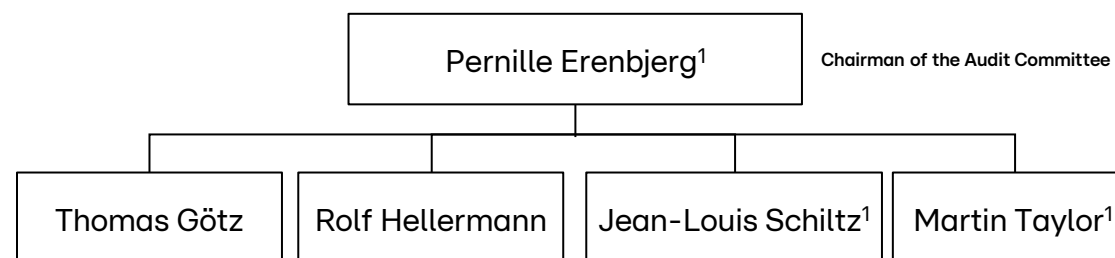 Pernille Erenbjerg¹
Chairman of the Audit Committee
Thomas Götz
Rolf Hellermann
Jean-Louis Schiltz¹
Martin Taylor¹